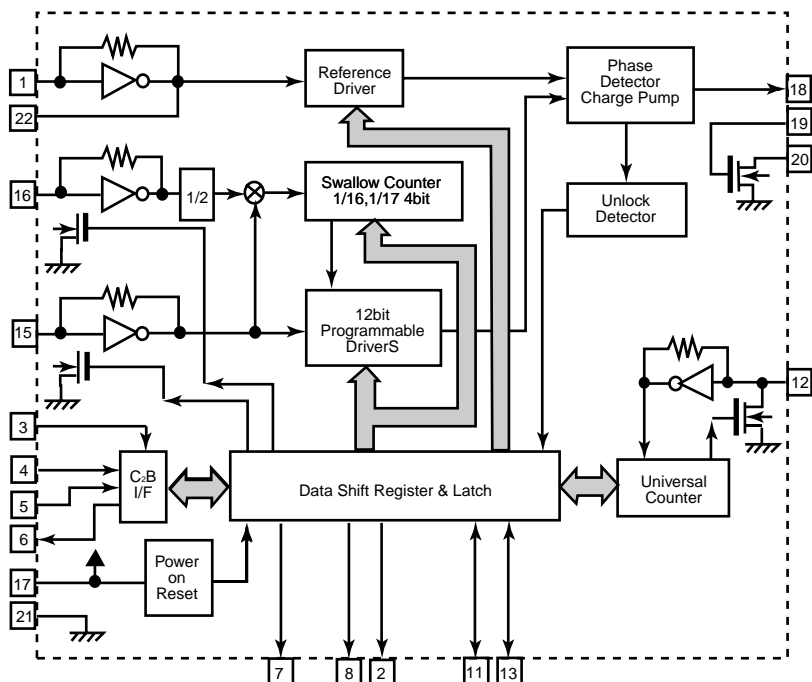 1
22
16
15
3
4
5
6
17
21
Reference
Driver
Phase
Detector
Charge Pump
18
19
20
1/2
Swallow Counter
1/16,1/17 4bit
Unlock
Detector
12bit
Programmable
DriverS
12
C₂B
I/F
Data Shift Register & Latch
Universal
Counter
Power
on
Reset
7
8
2
11
13